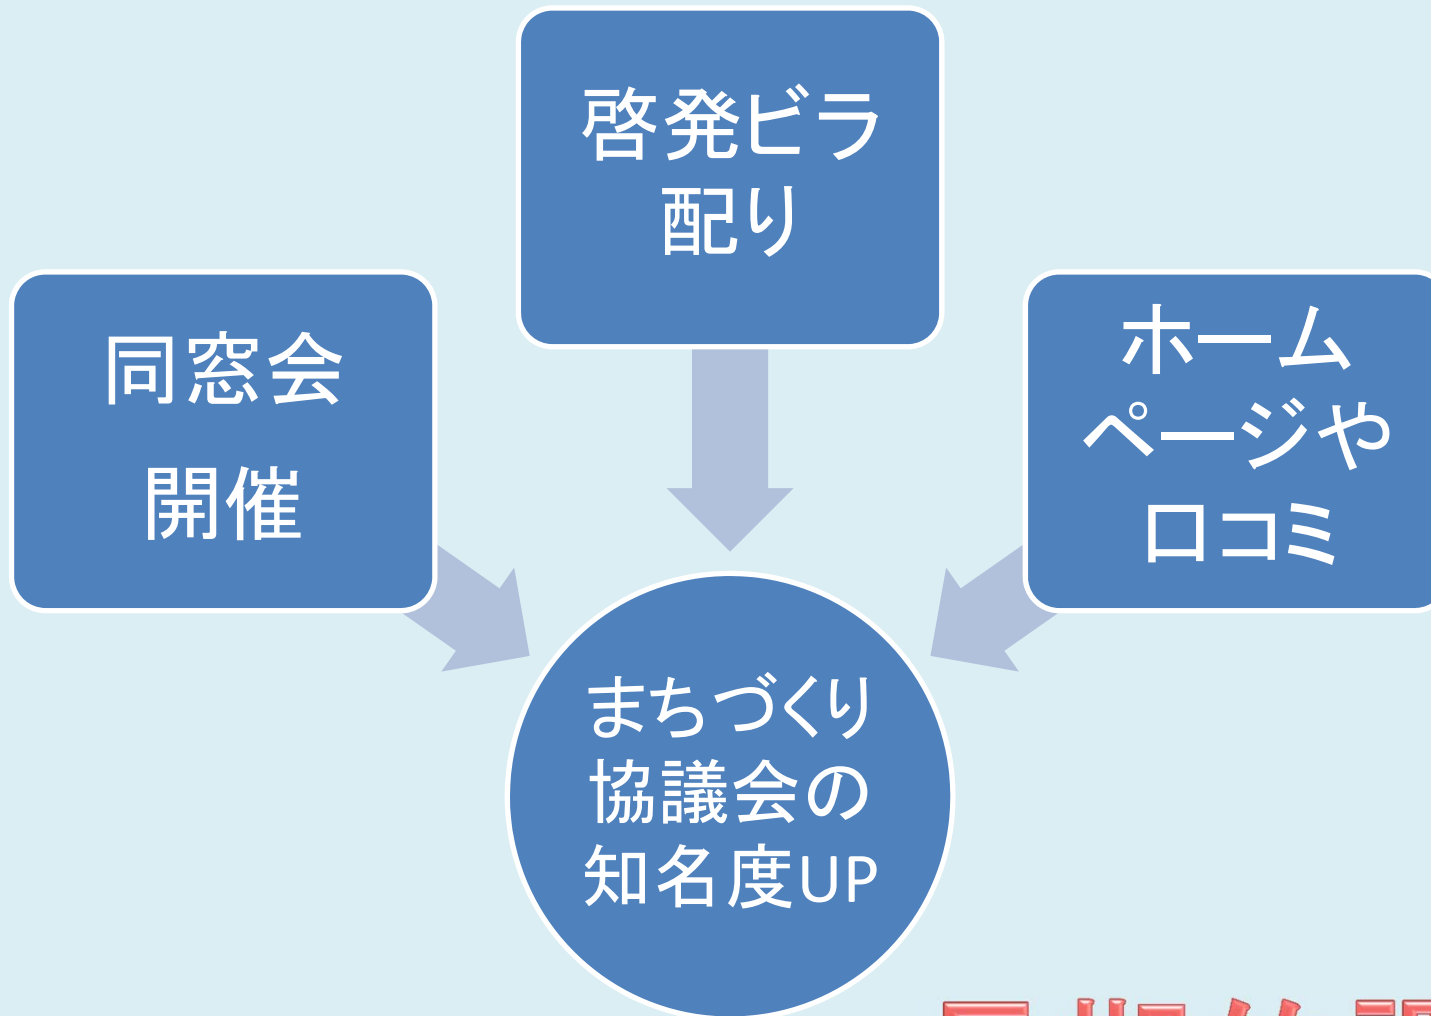 啓発ビラ
配り
同窓会
開催
ホーム
ページや
口コミ
まちづくり
協議会の
知名度UP